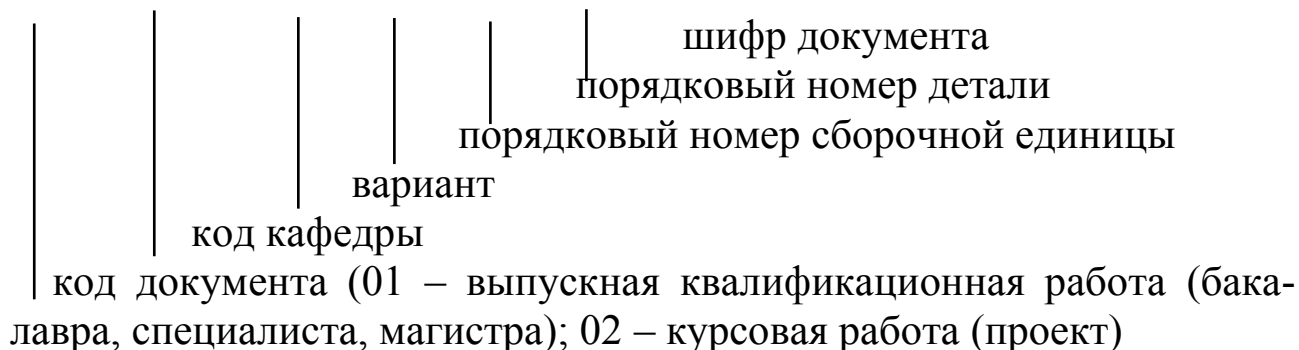 шифр документа
порядковый номер детали
порядковый номер сборочной единицы
вариант
код кафедры
код документа (01 – выпускная квалификационная работа (бака-
лавра, специалиста, магистра); 02 – курсовая работа (проект)